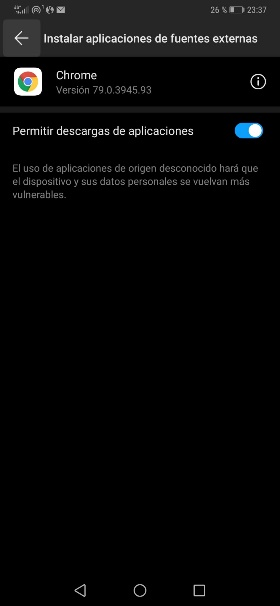 26 % 23:37
Instalar aplicaciones de fuentes externas
Chrome
Versión 79.0.3945.93
Permitir descargas de aplicaciones
El uso de aplicaciones de origen desconocido hará que
el dispositivo y sus datos personales se vuelvan más
vulnerables.